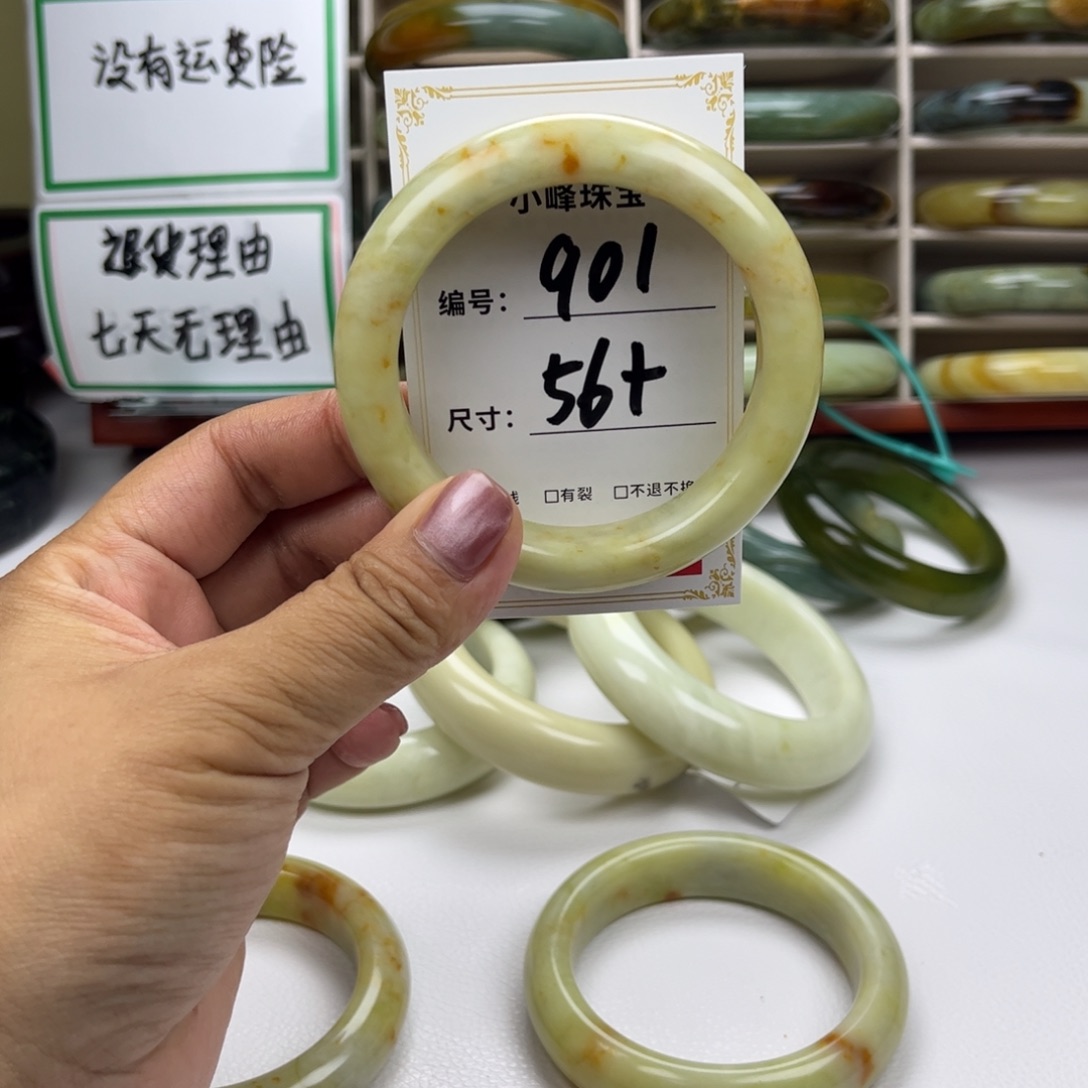 没有运费险
退货理由
七天无理由
小峰珠宝
编号：901
尺寸：56+
□有裂 □不退不换